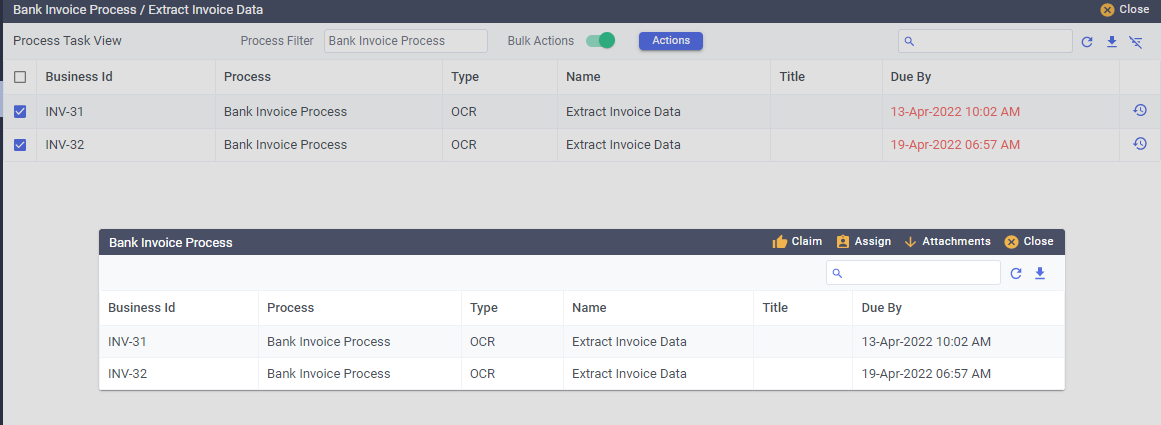 Bank Invoice Process / Extract Invoice Data Close
Process Task View Process Filter Bank Invoice Process Bulk Actions Actions
Business Id Process Type Name Title Due By
INV-31 Bank Invoice Process OCR Extract Invoice Data 13-Apr-2022 10:02 AM
INV-32 Bank Invoice Process OCR Extract Invoice Data 19-Apr-2022 06:57 AM
Bank Invoice Process Claim Assign Attachments Close
Business Id Process Type Name Title Due By
INV-31 Bank Invoice Process OCR Extract Invoice Data 13-Apr-2022 10:02 AM
INV-32 Bank Invoice Process OCR Extract Invoice Data 19-Apr-2022 06:57 AM